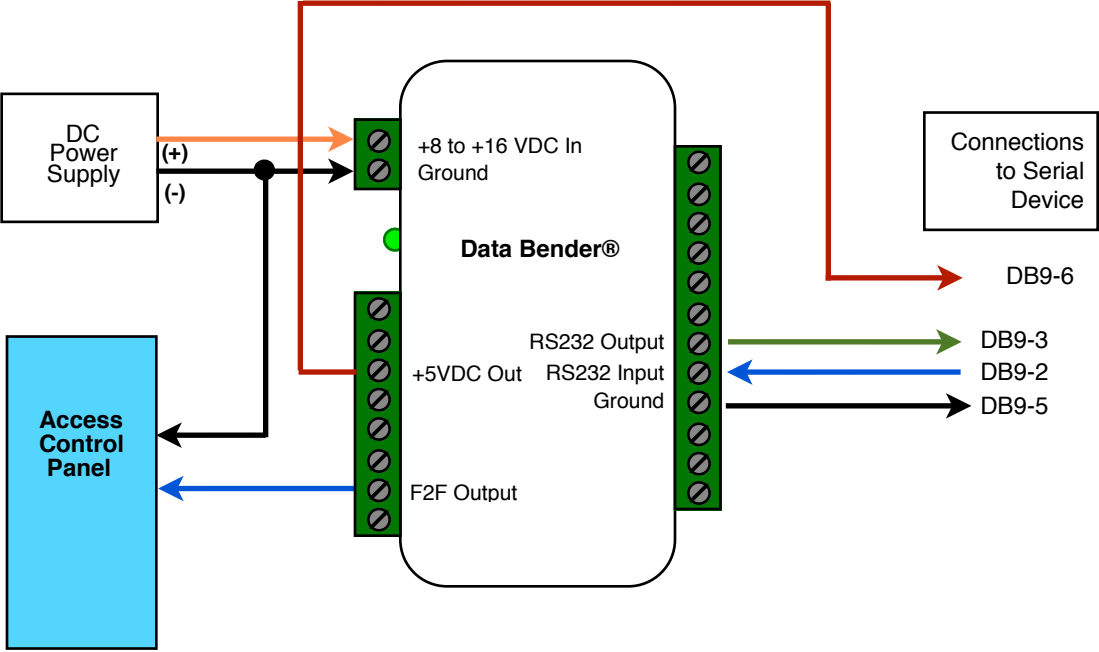 DC
Power
Supply
(+)
(-)
+8 to +16 VDC In
Ground
Data Bender®
Connections
to Serial
Device
DB9-6
RS232 Output
DB9-3
+5VDC Out
RS232 Input
DB9-2
Ground
DB9-5
Access
Control
Panel
F2F Output